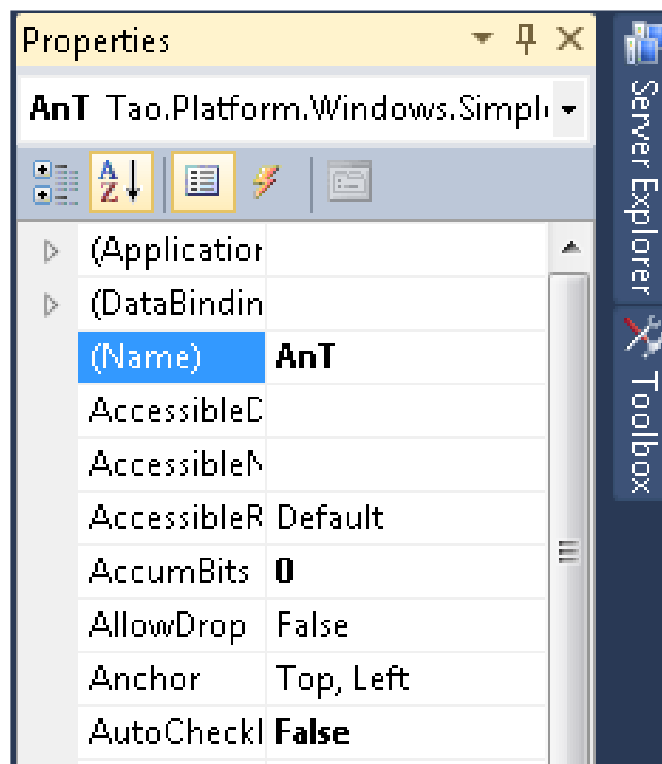 Properties
AnT Tao.Platform.Windows.Simpl
A
Z
(Application
(DataBindin
(Name) AnT
AccessibleD
AccessibleN
AccessibleR Default
AccumBits 0
AllowDrop False
Anchor Top, Left
AutoCheckl False
Server Explorer
Toolbox